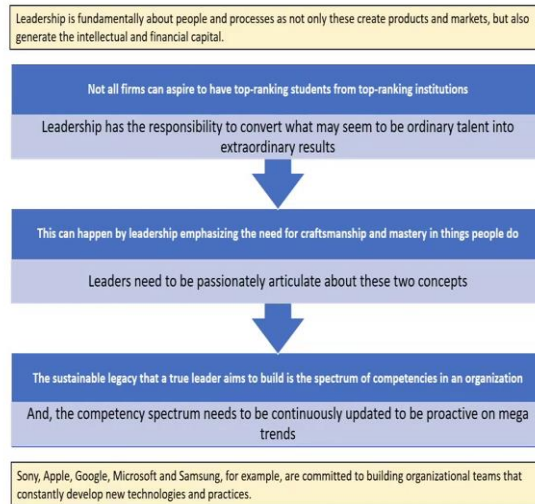 Leadership is fundamentally about people and processes as not only these create products and markets, but also
generate the intellectual and financial capital.
Not all firms can aspire to have top-ranking students from top-ranking institutions
Leadership has the responsibility to convert what may seem to be ordinary talent into
extraordinary results
This can happen by leadership emphasizing the need for craftsmanship and mastery in things people do
Leaders need to be passionately articulate about these two concepts
The sustainable legacy that a true leader aims to build is the spectrum of competencies in an organization
And, the competency spectrum needs to be continuously updated to be proactive on mega
trends
Sony, Apple, Google, Microsoft and Samsung, for example, are committed to building organizational teams that
constantly develop new technologies and practices.